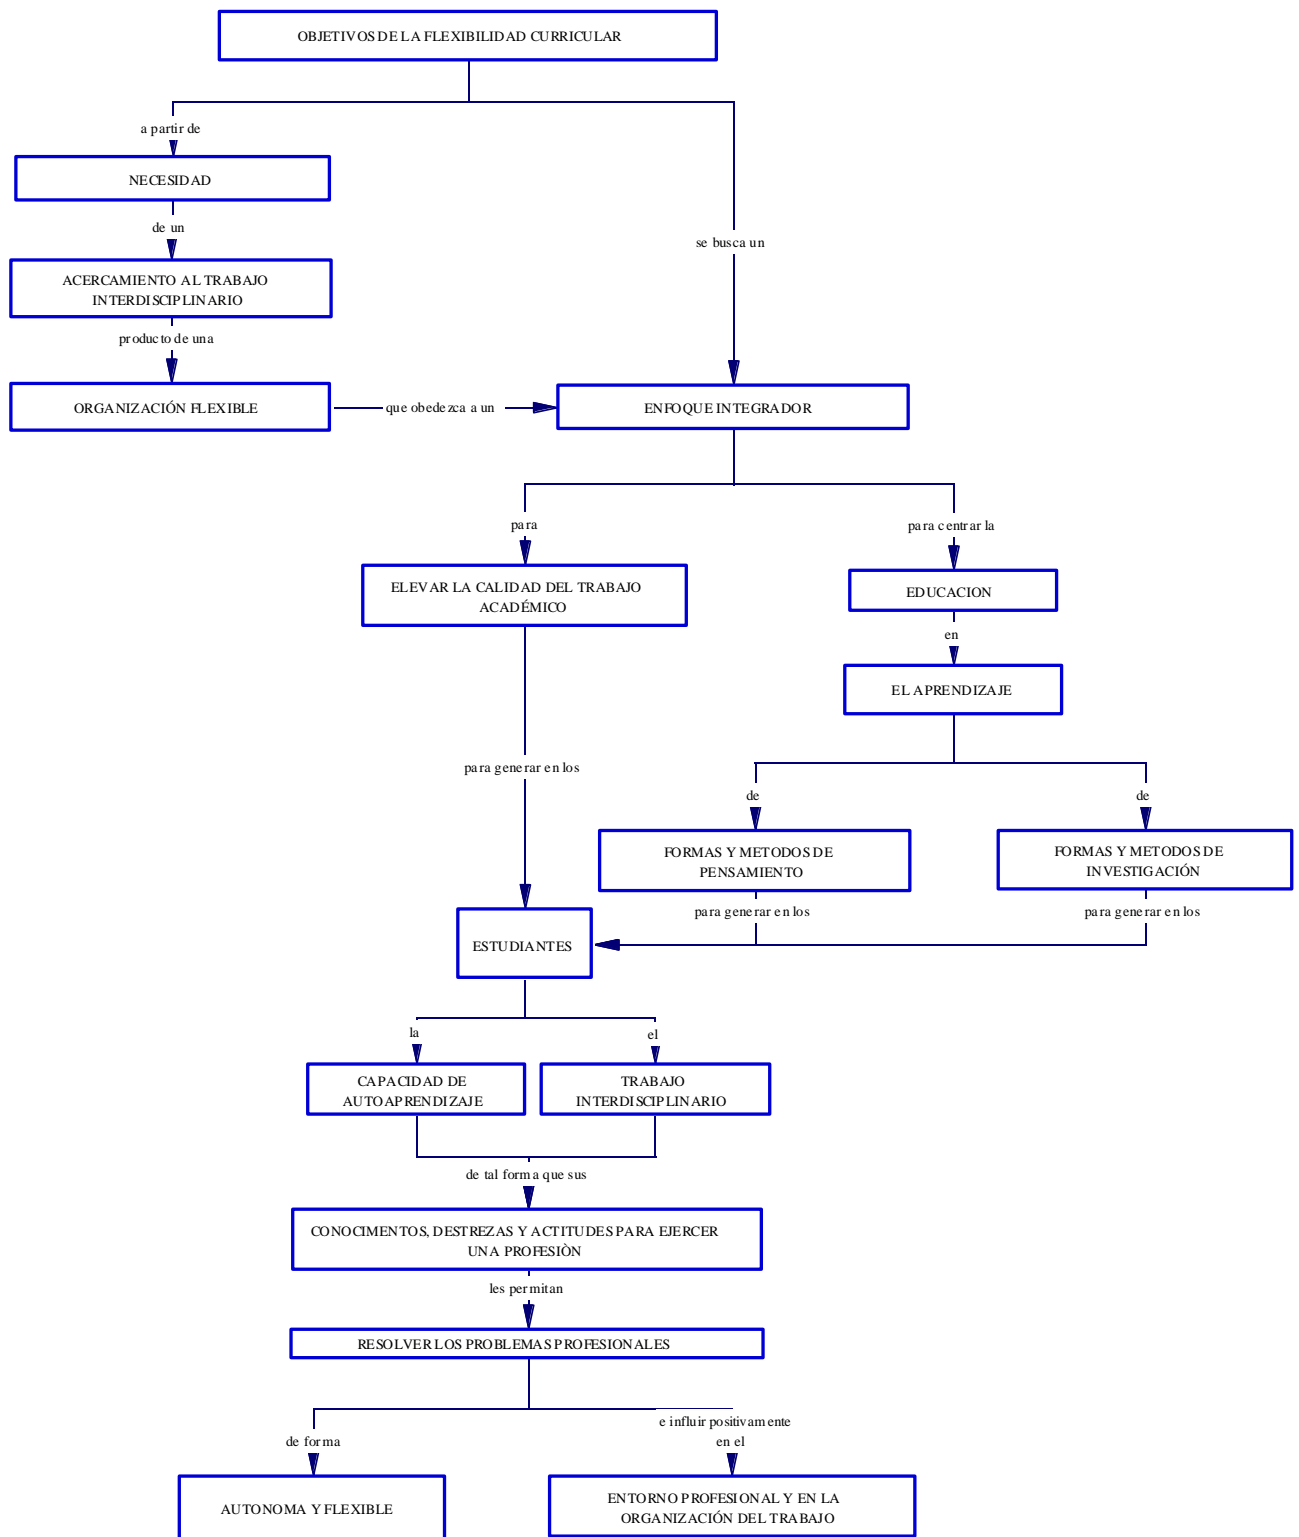 OBJETIVOS DE LA FLEXIBILIDAD CURRICULAR
a partir de
NECESIDAD
de un
se busca un
ACERCAMIENTO AL TRABAJO
INTERDISCIPLINARIO
producto de una
ORGANIZACIÓN FLEXIBLE
que obedezca a un
ENFOQUE INTEGRADOR
para
para centrar la
ELEVAR LA CALIDAD DEL TRABAJO
ACADÉMICO
EDUCACION
en
EL APRENDIZAJE
para generar en los
de
de
FORMAS Y METODOS DE
PENSAMIENTO
FORMAS Y METODOS DE
INVESTIGACIÓN
para generar en los
para generar en los
ESTUDIANTES
la
el
CAPACIDAD DE
AUTOAPRENDIZAJE
TRABAJO
INTERDISCIPLINARIO
de tal forma que sus
CONOCIMENTOS, DESTREZAS Y ACTITUDES PARA EJERCER
UNA PROFESIÒN
les permitan
RESOLVER LOS PROBLEMAS PROFESIONALES
de forma
e influir positivamente
en el
AUTONOMA Y FLEXIBLE
ENTORNO PROFESIONAL Y EN LA
ORGANIZACIÓN DEL TRABAJO